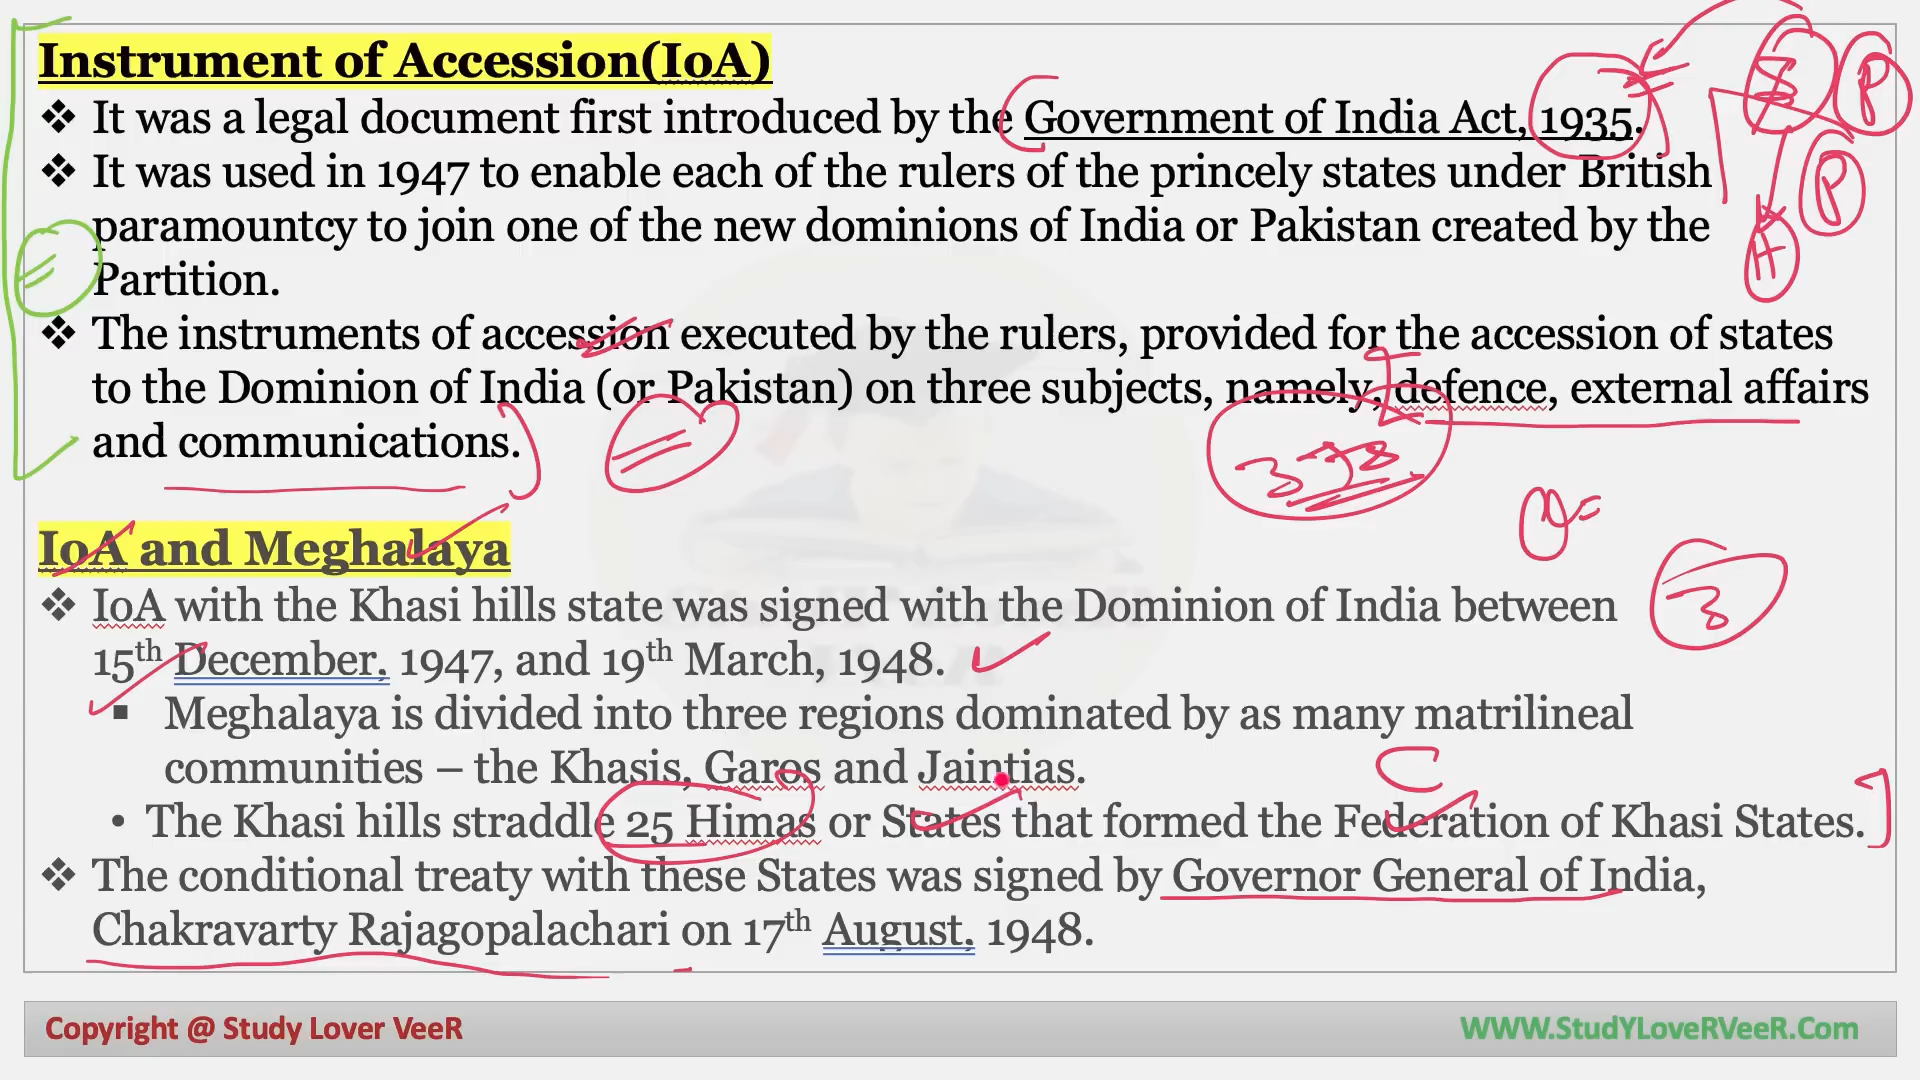 Instrument of Accession(IoA)
❖ It was a legal document first introduced by the Government of India Act, 1935.
❖ It was used in 1947 to enable each of the rulers of the princely states under British
paramountcy to join one of the new dominions of India or Pakistan created by the
Partition.
❖ The instruments of accession executed by the rulers, provided for the accession of states
to the Dominion of India (or Pakistan) on three subjects, namely, defence, external affairs
and communications.
IoA and Meghalaya
❖ IoA with the Khasi hills state was signed with the Dominion of India between
15th December, 1947, and 19th March, 1948.
▪ Meghalaya is divided into three regions dominated by as many matrilineal
communities – the Khasis, Garos and Jaintias.
• The Khasi hills straddle 25 Himas or States that formed the Federation of Khasi States.
❖ The conditional treaty with these States was signed by Governor General of India,
Chakravarty Rajagopalachari on 17th August, 1948.
Copyright @ Study Lover VeeR
WWW.StudYLoveRVeeR.Com